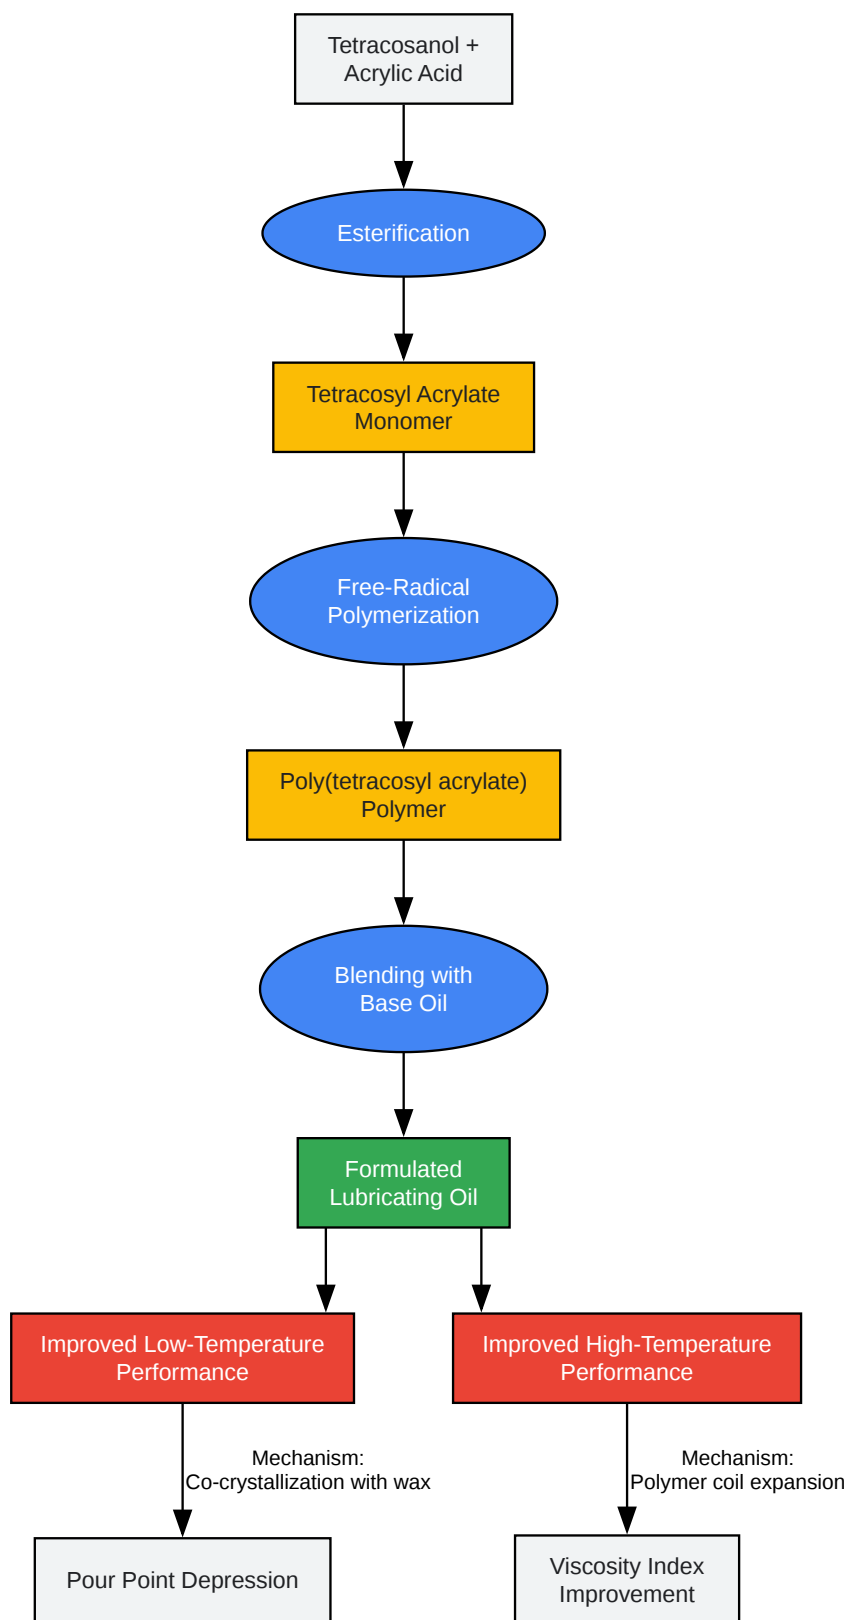 Tetracosanol +
Acrylic Acid
Esterification
Tetracosyl Acrylate
Monomer
Free-Radical
Polymerization
Poly(tetracosyl acrylate)
Polymer
Blending with
Base Oil
Formulated
Lubricating Oil
Improved Low-Temperature
Performance
Improved High-Temperature
Performance
Mechanism:
Co-crystallization with wax
Mechanism:
Polymer coil expansion
Pour Point Depression
Viscosity Index
Improvement